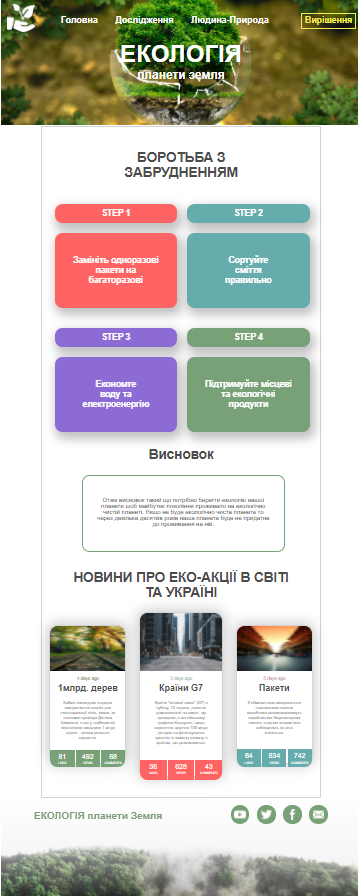 Головна Дослідження Людина-Природа Вирішення
ЕКОЛОГІЯ
планети земля
БОРОТЬБА З
ЗАБРУДНЕННЯМ
STEP 1 STEP 2
Замініть одноразові
пакети на
багаторазові
Сортуйте
сміття
правильно
STEP 3 STEP 4
Економте
воду та
електроенергію
Підтримуйте місцеві
та екологічні
продукти
Висновок
Отже висновок такий що потрібно берегти екологію нашої
планети щоб майбутнє покоління проживало на екологічно
чистій планеті. Якщо не буде екологічно чиста планета то
через декілька десятків років наша планета буде не придатна
до проживання на ній.
НОВИНИ ПРО ЕКО-АКЦІЇ В СВІТІ
ТА УКРАЇНІ
4 days ago
1млрд. дерев
81 492 68
3 days ago
Країни G7
36 628 43
5 days ago
Пакети
84 834 742
ЕКОЛОГІЯ планети Земля